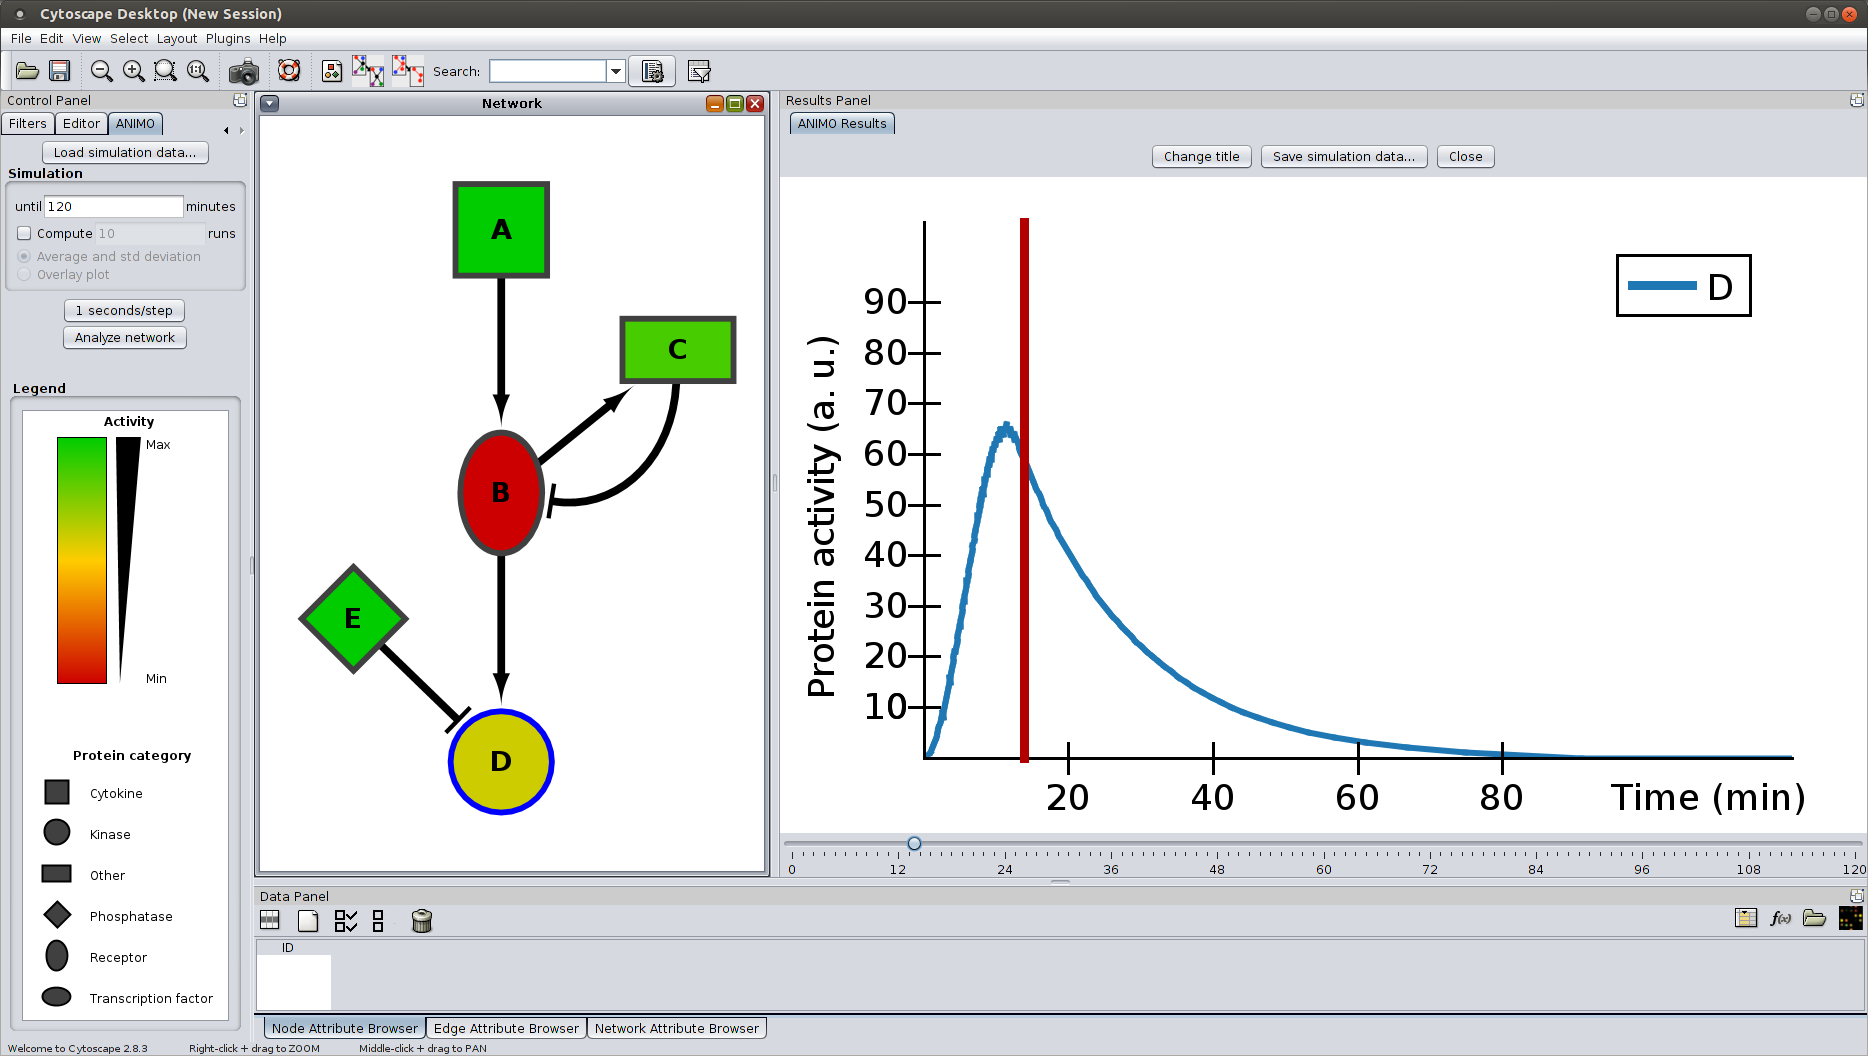 Cytoscape Desktop (New Session)
File Edit View Select Layout Plugins Help
1:1
Search:
Control Panel
Filters Editor ANIMO
Load simulation data...
Simulation
until 120 minutes
Compute 10 runs
Average and std deviation
Overlay plot
1 seconds/step
Analyze network
Legend
Activity
Max
Min
Protein category
Cytokine
Kinase
Other
Phosphatase
Receptor
Transcription factor
Network
A
C
B
E
D
Results Panel
ANIMO Results
Change title Save simulation data... Close
D
Protein activity (a. u.)
90
80
70
60
50
40
30
20
10
20 40 60 80 Time (min)
0 12 24 36 48 60 72 84 96 108 120
Data Panel
f(x)
ID
Node Attribute Browser Edge Attribute Browser Network Attribute Browser
Welcome to Cytoscape 2.8.3 Right-click + drag to ZOOM Middle-click + drag to PAN